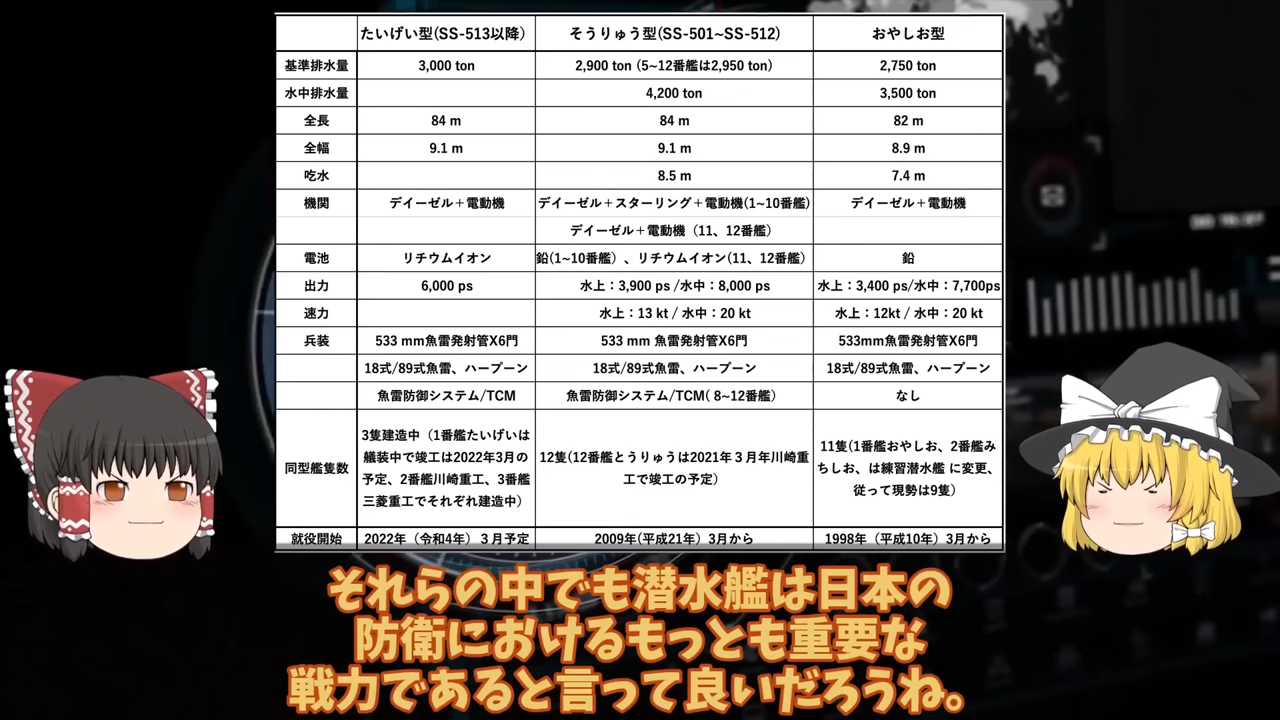 たいげい型(SS-513以降) そうりゅう型(SS-501~SS-512) おやしお型
基準排水量 3,000 ton 2,900 ton (5~12番艦は2,950 ton) 2,750 ton
水中排水量 4,200 ton 3,500 ton
全長 84 m 84 m 82 m
全幅 9.1 m 9.1 m 8.9 m
吃水 8.5 m 7.4 m
機関 デイーゼル＋電動機 デイーゼル＋スターリング＋電動機(1~10番艦) デイーゼル＋電動機
デイーゼル＋電動機（11、12番艦）
電池 リチウムイオン 鉛(1~10番艦）、リチウムイオン(11、12番艦） 鉛
出力 6,000 ps 水上：3,900 ps /水中：8,000 ps 水上：3,400 ps/水中：7,700ps
速力 水上：13 kt / 水中：20 kt 水上：12kt / 水中：20 kt
兵装 533 mm魚雷発射管X6門 533 mm 魚雷発射管X6門 533mm魚雷発射管X6門
18式/89式魚雷、ハープーン 18式/89式魚雷、ハープーン 18式/89式魚雷、ハープーン
魚雷防御システム/TCM 魚雷防御システム/TCM( 8~12番艦） なし
同型艦隻数
3隻建造中（1番艦たいげいは
艤装中で竣工は2022年3月の
予定、2番艦川崎重工、3番艦
三菱重工でそれぞれ建造中）
12隻(12番艦とうりゅうは2021年３月年川崎重
工で竣工の予定）
11隻(1番艦おやしお、2番艦み
ちしお、は練習潜水艦 に変更、
従って現勢は9隻）
就役開始 2022年（令和4年）３月予定 2009年(平成21年）3月から 1998年（平成10年）3月から
それらの中でも潜水艦は日本の
防衛におけるもっとも重要な
戦力であると言って良いだろうね。